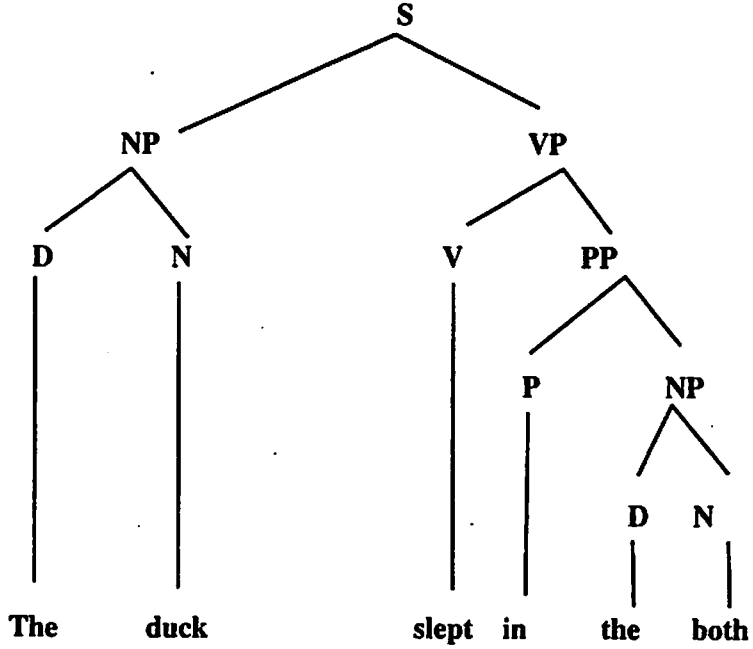 S
NP VP
D N V PP
P NP
D N
The duck slept in the both